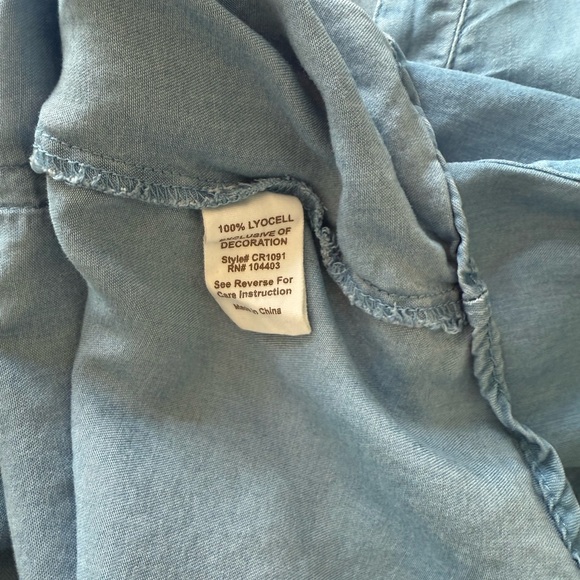 100% LYOCELL
EXCLUSIVE OF
DECORATION
Style# CR1091
RN# 104403
See Reverse For
Care Instruction
Made in China